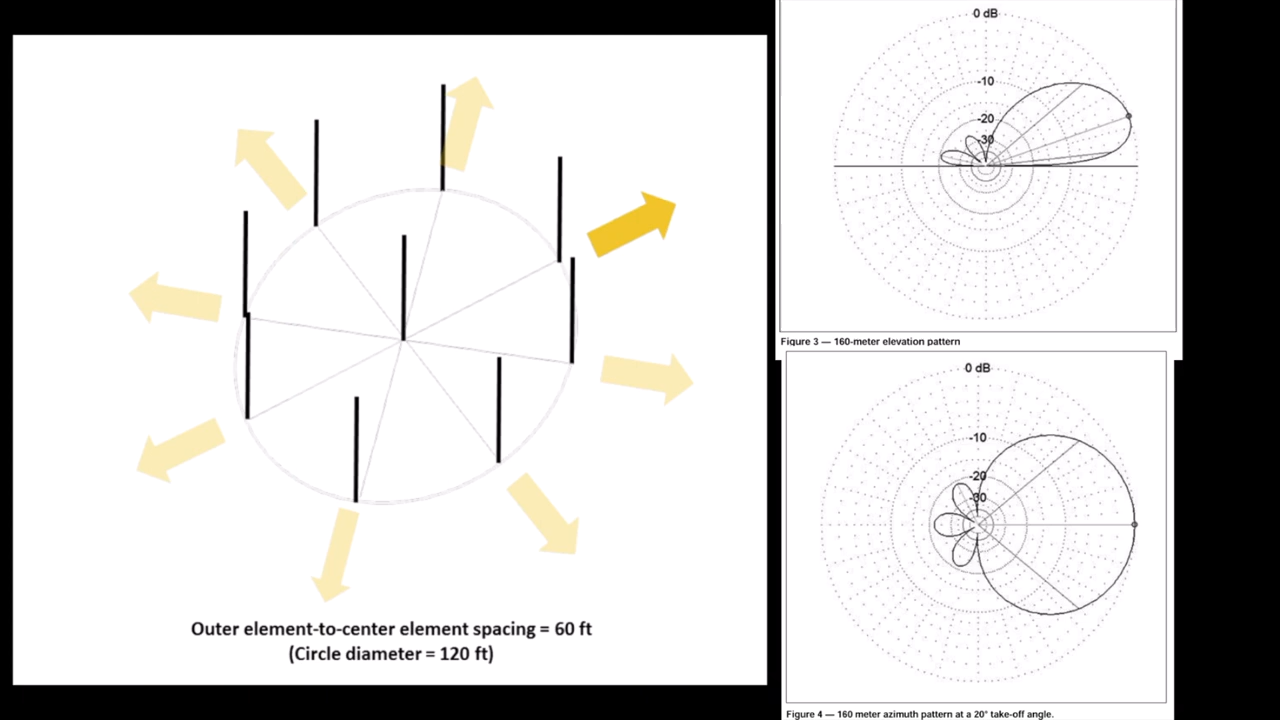 Outer element-to-center element spacing = 60 ft
(Circle diameter = 120 ft)
0 dB
-10
-20
-30
Figure 3 — 160-meter elevation pattern
0 dB
-10
-20
-30
Figure 4 — 160 meter azimuth pattern at a 20° take-off angle.